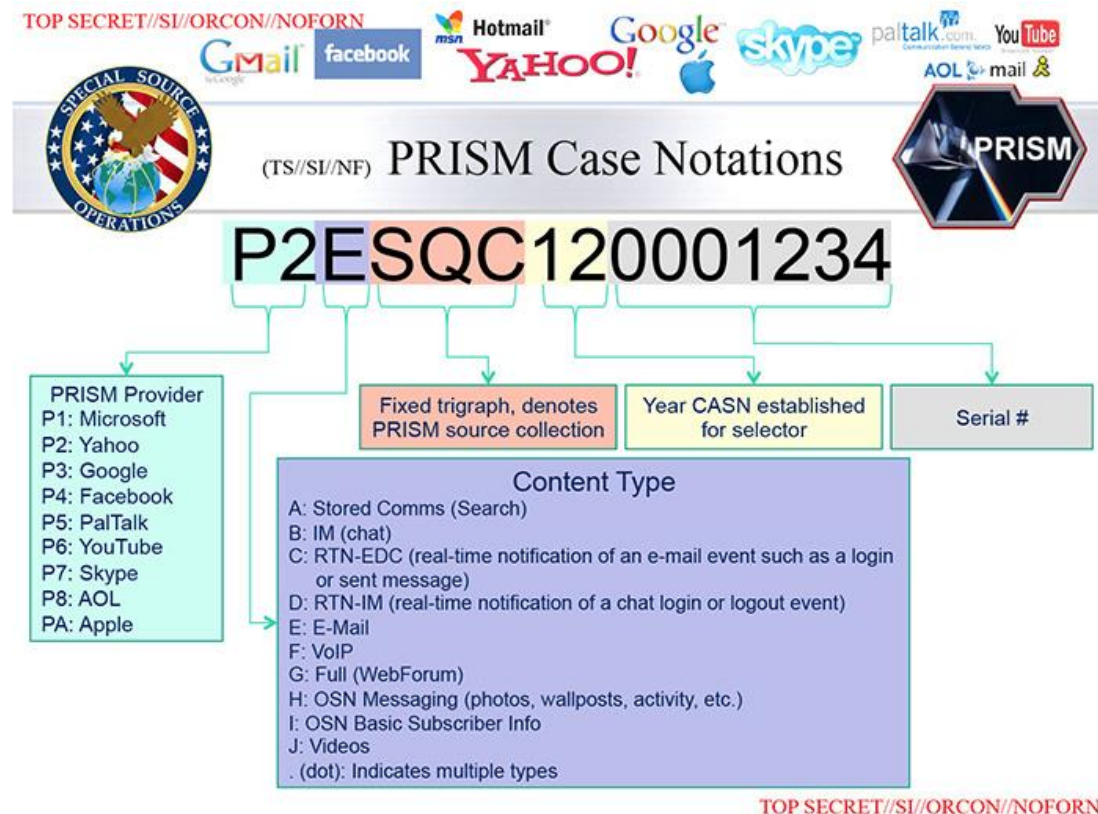 TOP SECRET//SI//ORCON//NOFORN
GMail
by Google
facebook
msn Hotmail
YAHOO!
Google
skype
paltalk.com
YouTube
AOL mail
SPECIAL SOURCE OPERATIONS
(TS//SI//NF) PRISM Case Notations
PRISM
P2ESQC120001234
PRISM Provider
P1: Microsoft
P2: Yahoo
P3: Google
P4: Facebook
P5: PalTalk
P6: YouTube
P7: Skype
P8: AOL
PA: Apple
Fixed trigraph, denotes
PRISM source collection
Year CASN established
for selector
Serial #
Content Type
A: Stored Comms (Search)
B: IM (chat)
C: RTN-EDC (real-time notification of an e-mail event such as a login
or sent message)
D: RTN-IM (real-time notification of a chat login or logout event)
E: E-Mail
F: VoIP
G: Full (WebForum)
H: OSN Messaging (photos, wallposts, activity, etc.)
I: OSN Basic Subscriber Info
J: Videos
. (dot): Indicates multiple types
TOP SECRET//SI//ORCON//NOFORN